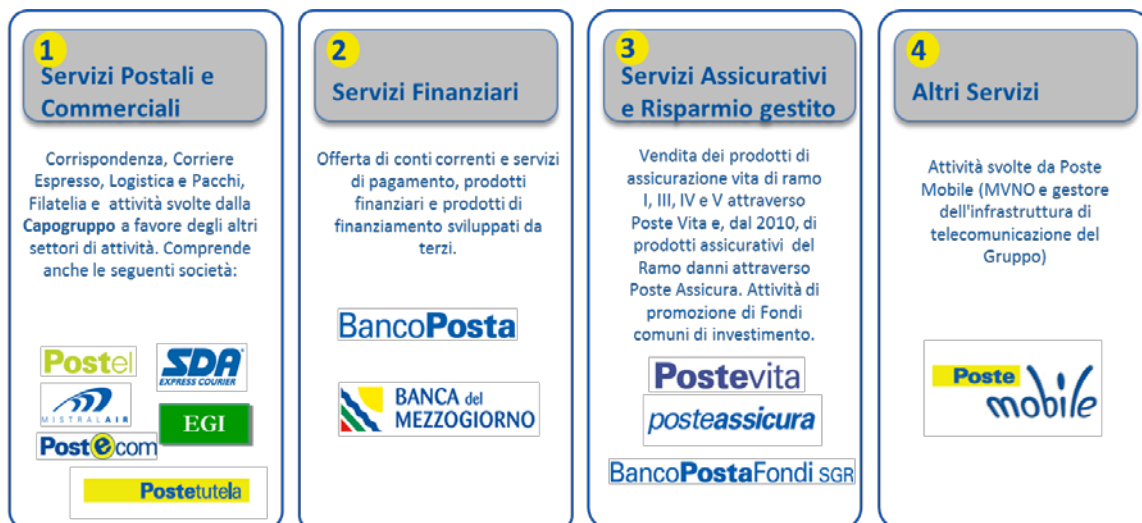 1
Servizi Postali e
Commerciali
Corrispondenza, Corriere
Espresso, Logistica e Pacchi,
Filatelia e attività svolte dalla
Capogruppo a favore degli altri
settori di attività. Comprende
anche le seguenti società:
Postel
SDA
EXPRESS COURIER
MISTRALAIR
EGI
Postecom
Postetutela
2
Servizi Finanziari
Offerta di conti correnti e servizi
di pagamento, prodotti
finanziari e prodotti di
finanziamento sviluppati da
terzi.
BancoPosta
BANCA del
MEZZOGIORNO
3
Servizi Assicurativi
e Risparmio gestito
Vendita dei prodotti di
assicurazione vita di ramo
I, III, IV e V attraverso
Poste Vita e, dal 2010, di
prodotti assicurativi del
Ramo danni attraverso
Poste Assicura. Attività di
promozione di Fondi
comuni di investimento.
Postevita
posteassicura
BancoPostaFondi SGR
4
Altri Servizi
Attività svolte da Poste
Mobile (MVNO e gestore
dell'infrastruttura di
telecomunicazione del
Gruppo)
Poste
mobile